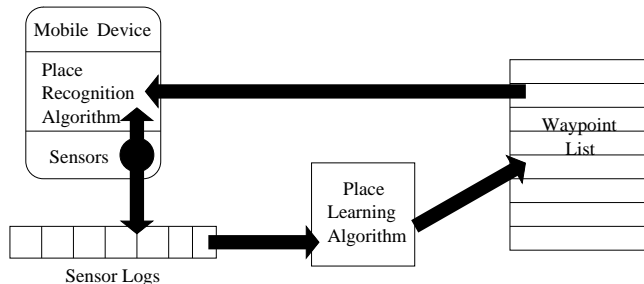 Mobile Device
Place
Recognition
Algorithm
Sensors
Waypoint
List
Place
Learning
Algorithm
Sensor Logs